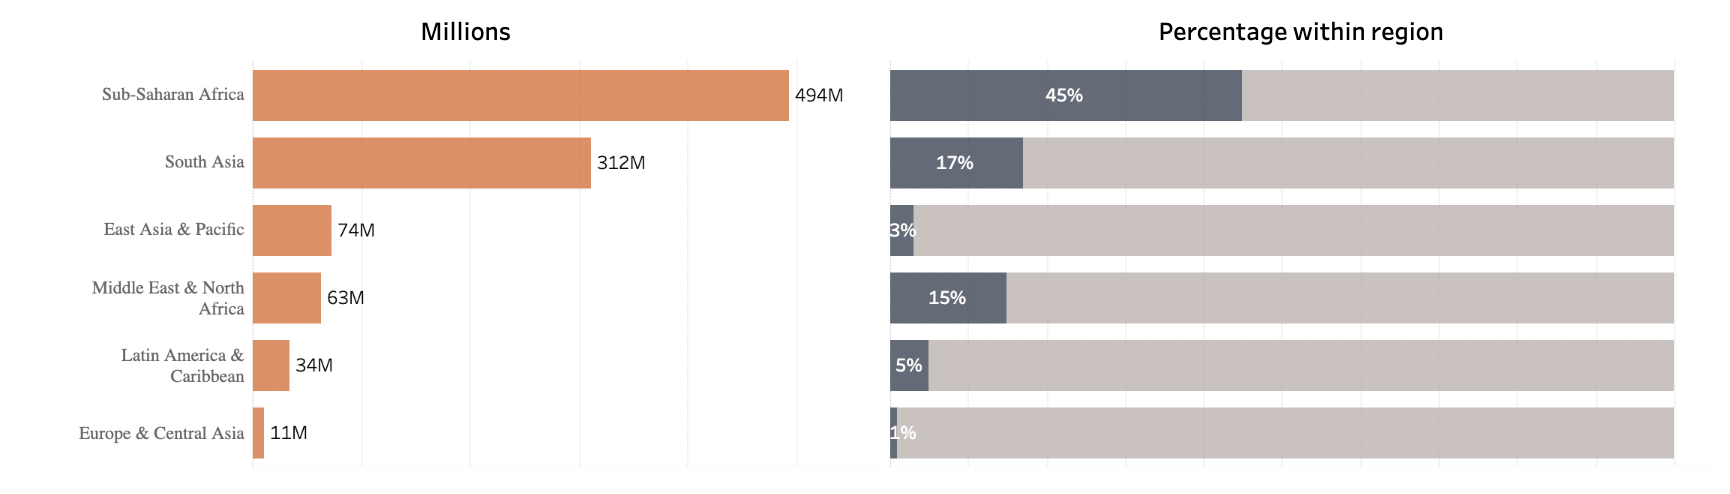 Millions
Percentage within region
Sub-Saharan Africa
494M
45%
South Asia
312M
17%
East Asia & Pacific
74M
3%
Middle East & North
Africa
63M
15%
Latin America &
Caribbean
34M
5%
Europe & Central Asia
11M
1%